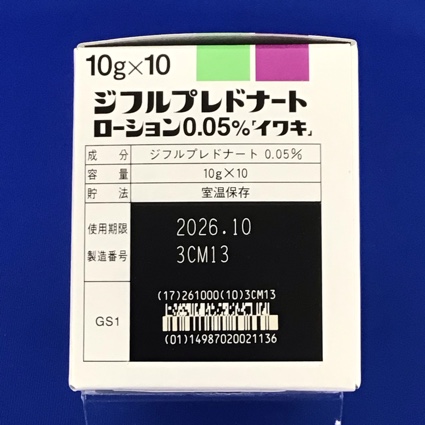 10g×10
ジフルプレドナート
ローション0.05%「イワキ」
成分 ジフルプレドナート 0.05%
容量 10g×10
貯法 室温保存
使用期限 2026.10
製造番号 3CM13
(17)261000(10)3CM13
GS1
(01)14987020021136